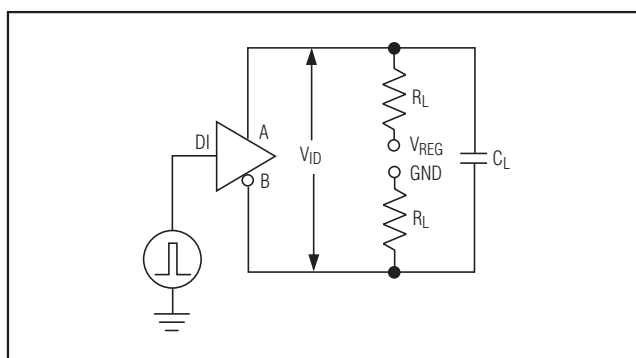 R_L
DI
A
V_ID
V_REG
C_L
B
GND
R_L